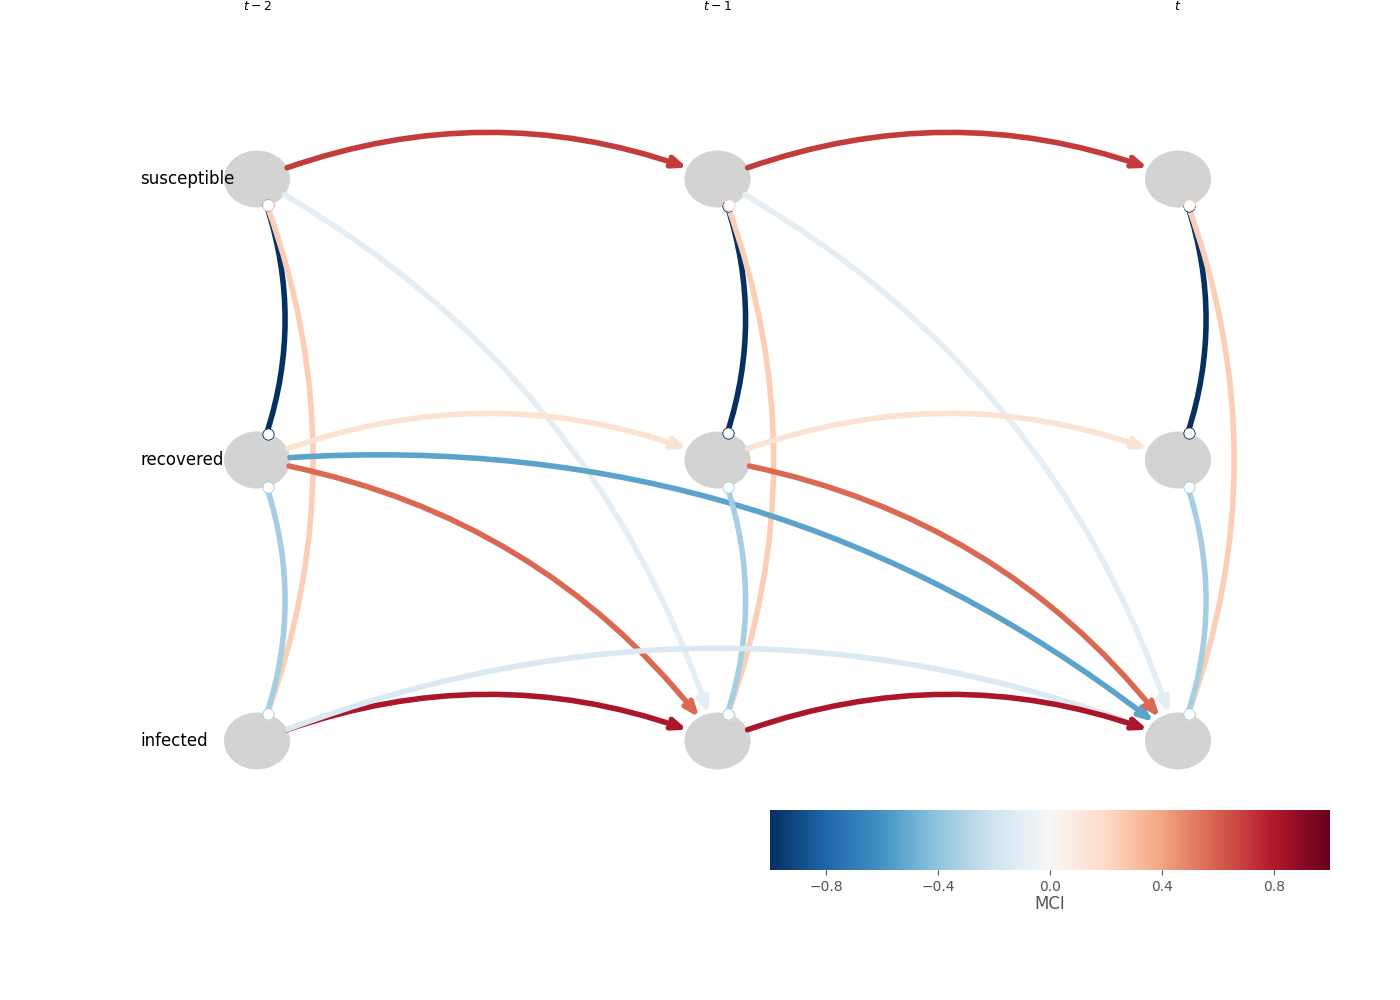 t − 2 t − 1 t
susceptible
recovered
infected
−0.8 −0.4 0.0 0.4 0.8
MCI